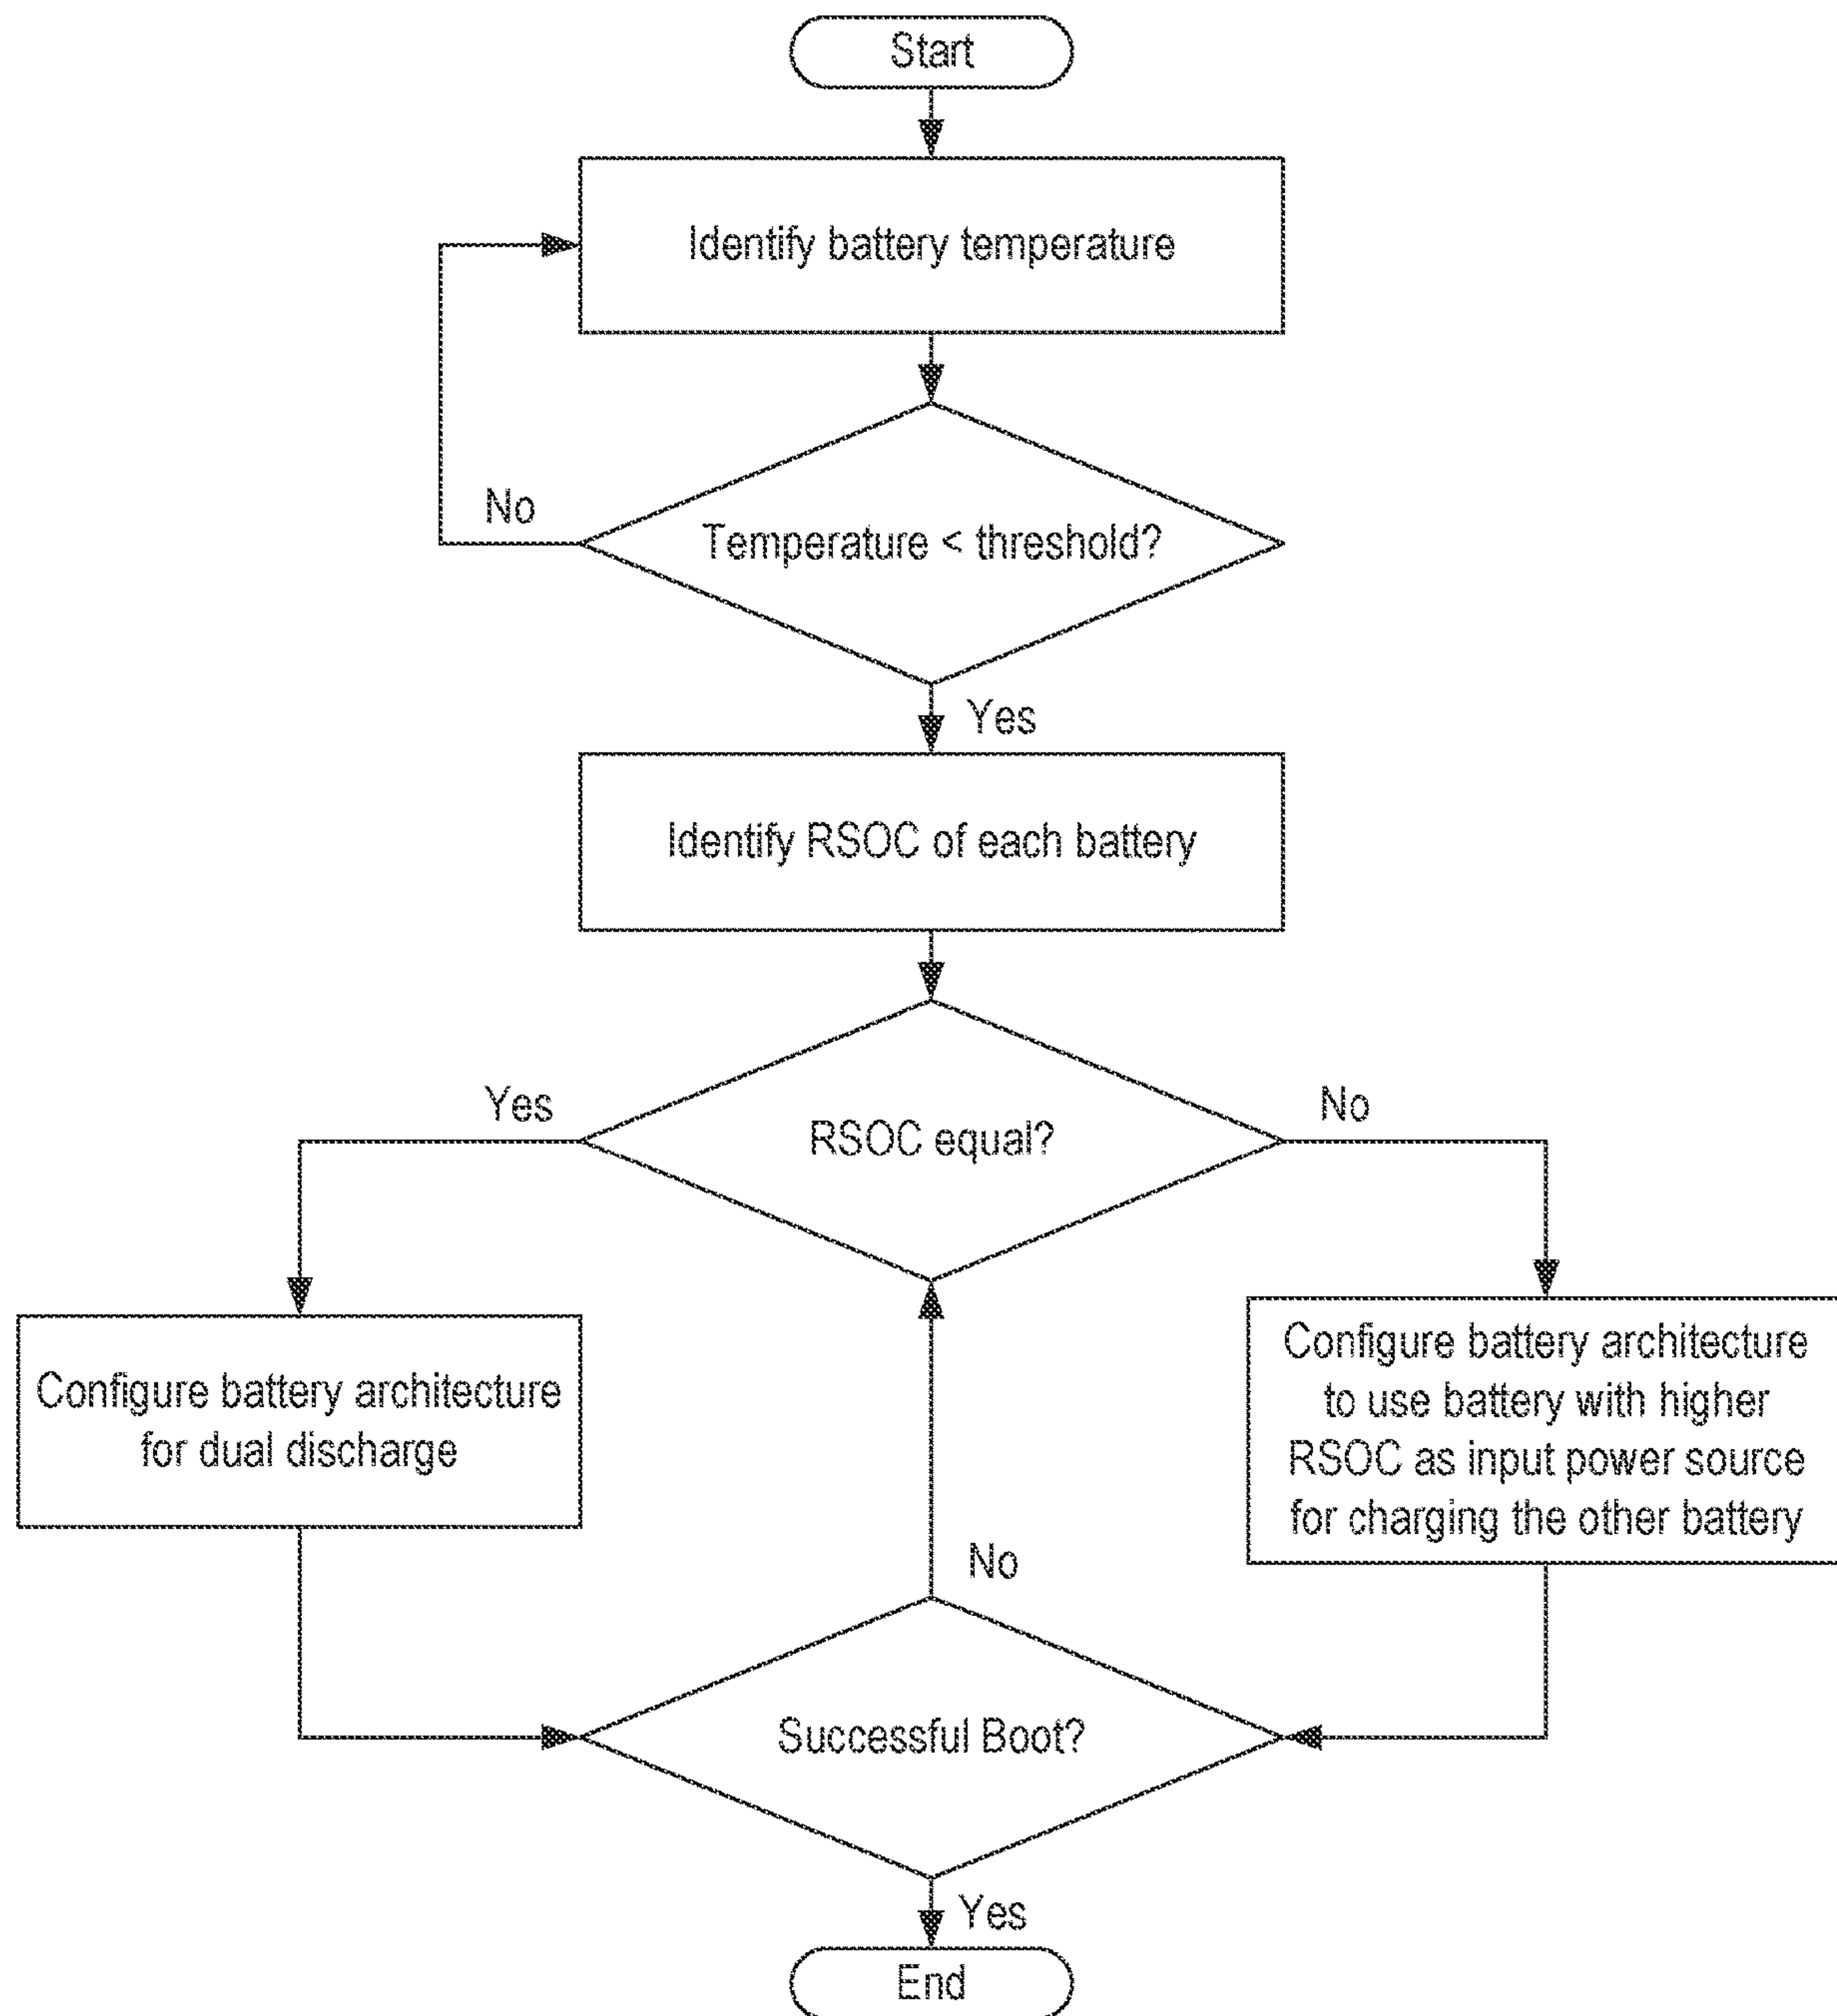 Start
Identify battery temperature
No
Temperature < threshold?
Yes
Identify RSOC of each battery
Yes
No
RSOC equal?
Configure battery architecture
for dual discharge
Configure battery architecture
to use battery with higher
RSOC as input power source
for charging the other battery
No
Successful Boot?
Yes
End